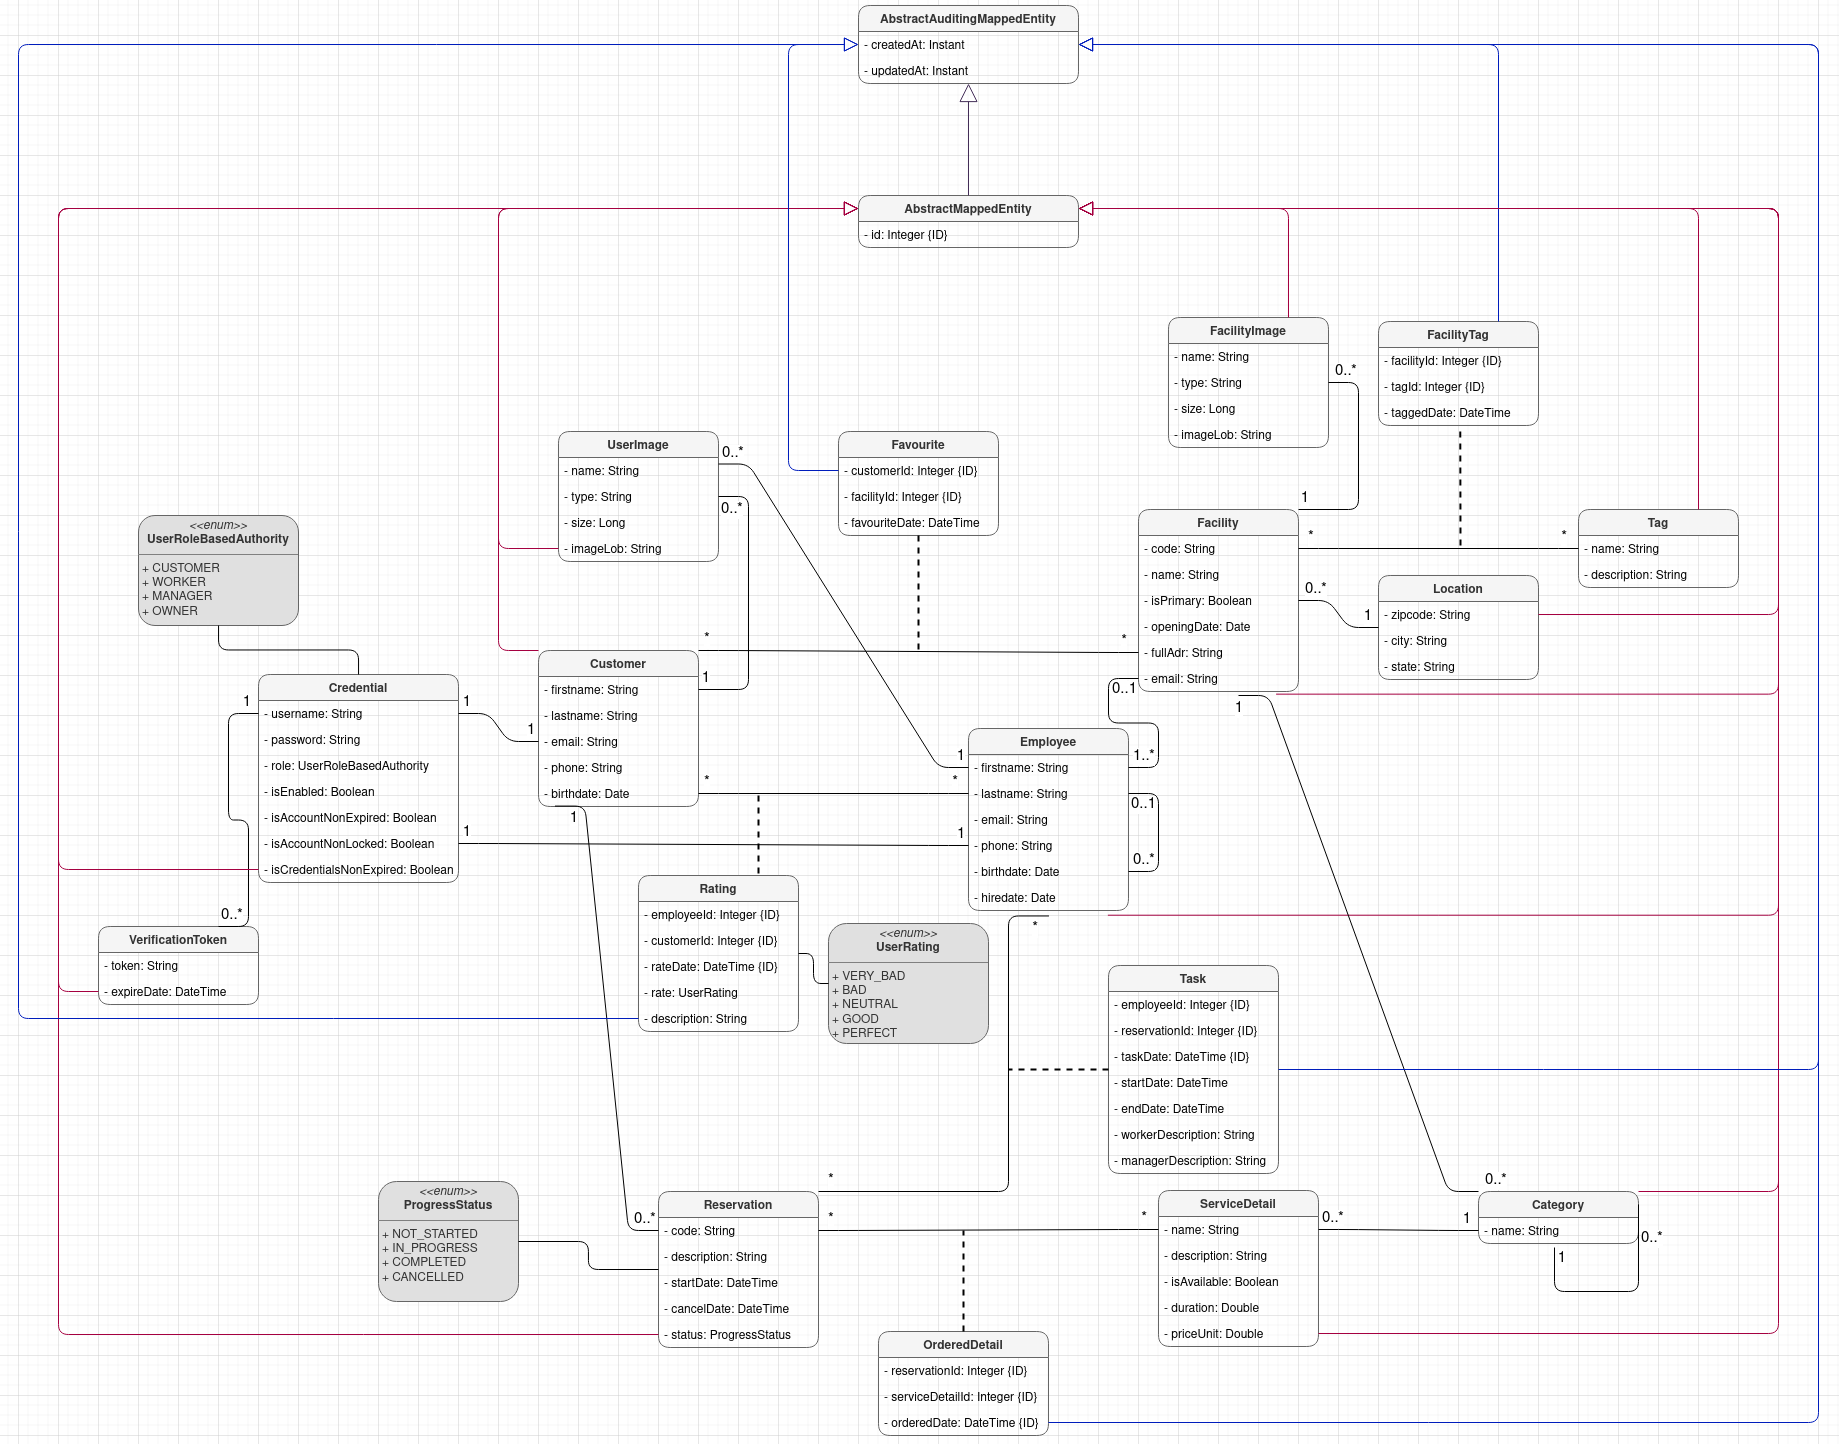 AbstractAuditingMappedEntity
- createdAt: Instant
- updatedAt: Instant
AbstractMappedEntity
- id: Integer {ID}
FacilityImage
- name: String
- type: String
- size: Long
- imageLob: String
0..*
1
FacilityTag
- facilityId: Integer {ID}
- tagId: Integer {ID}
- taggedDate: DateTime
UserImage
- name: String
- type: String
- size: Long
- imageLob: String
0..*
0..*
Favourite
- customerId: Integer {ID}
- facilityId: Integer {ID}
- favouriteDate: DateTime
<<enum>>
UserRoleBasedAuthority
+ CUSTOMER
+ WORKER
+ MANAGER
+ OWNER
Facility
- code: String
- name: String
- isPrimary: Boolean
- openingDate: Date
- fullAdr: String
- email: String
*
*
0..*
1
*
0..1
1
Tag
- name: String
- description: String
Location
- zipcode: String
- city: String
- state: String
Credential
- username: String
- password: String
- role: UserRoleBasedAuthority
- isEnabled: Boolean
- isAccountNonExpired: Boolean
- isAccountNonLocked: Boolean
- isCredentialsNonExpired: Boolean
1
1
1
1
0..*
Customer
- firstname: String
- lastname: String
- email: String
- phone: String
- birthdate: Date
*
1
*
1
Employee
- firstname: String
- lastname: String
- email: String
- phone: String
- birthdate: Date
- hiredate: Date
1
*
1
1..*
0..1
0..*
*
VerificationToken
- token: String
- expireDate: DateTime
Rating
- employeeId: Integer {ID}
- customerId: Integer {ID}
- rateDate: DateTime {ID}
- rate: UserRating
- description: String
<<enum>>
UserRating
+ VERY_BAD
+ BAD
+ NEUTRAL
+ GOOD
+ PERFECT
Task
- employeeId: Integer {ID}
- reservationId: Integer {ID}
- taskDate: DateTime {ID}
- startDate: DateTime
- endDate: DateTime
- workerDescription: String
- managerDescription: String
<<enum>>
ProgressStatus
+ NOT_STARTED
+ IN_PROGRESS
+ COMPLETED
+ CANCELLED
Reservation
- code: String
- description: String
- startDate: DateTime
- cancelDate: DateTime
- status: ProgressStatus
0..*
*
*
*
ServiceDetail
- name: String
- description: String
- isAvailable: Boolean
- duration: Double
- priceUnit: Double
0..*
1
0..*
Category
- name: String
0..*
1
OrderedDetail
- reservationId: Integer {ID}
- serviceDetailId: Integer {ID}
- orderedDate: DateTime {ID}